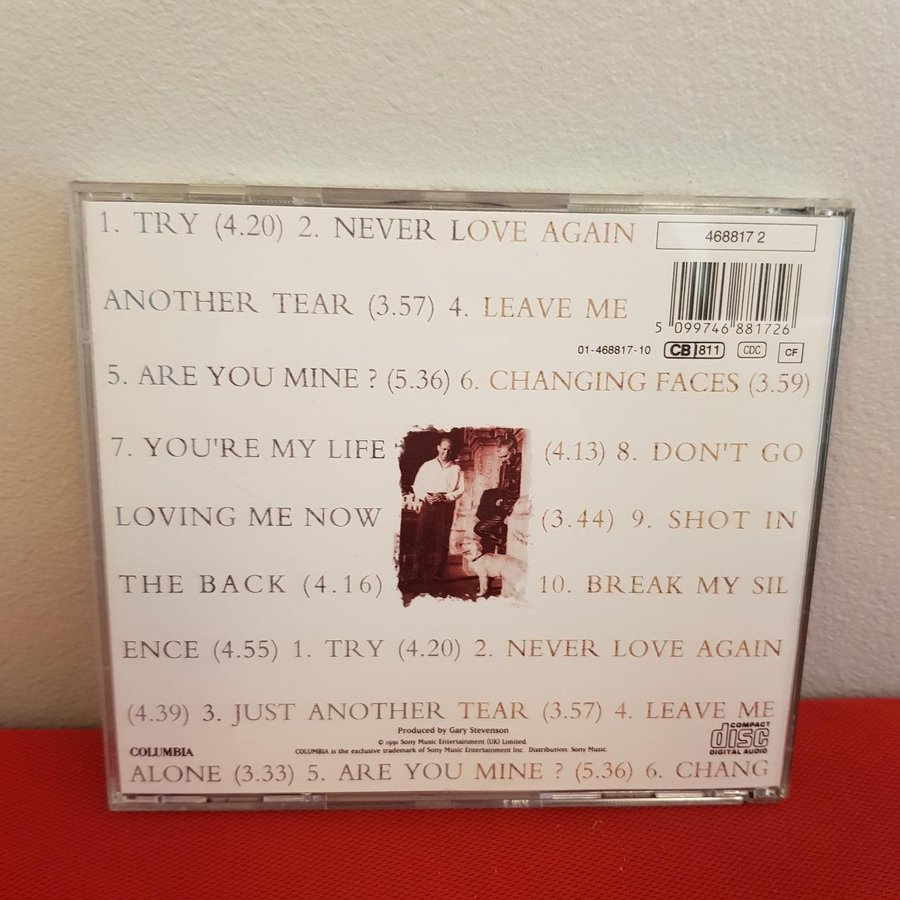 1. TRY (4.20) 2. NEVER LOVE AGAIN
468817 2
ANOTHER TEAR (3.57) 4. LEAVE ME
5 099746 881726
01-468817-10 CB 811 CDC CF
5. ARE YOU MINE ? (5.36) 6. CHANGING FACES (3.59)
7. YOU'RE MY LIFE (4.13) 8. DON'T GO
LOVING ME NOW (3.44) 9. SHOT IN
THE BACK (4.16) 10. BREAK MY SIL
ENCE (4.55) 1. TRY (4.20) 2. NEVER LOVE AGAIN
(4.39) 3. JUST ANOTHER TEAR (3.57) 4. LEAVE ME
Produced by Gary Stevenson
© 1991 Sony Music Entertainment (UK) Limited.
COLUMBIA
COLUMBIA is the exclusive trademark of Sony Music Entertainment Inc. Distribution: Sony Music.
COMPACT
disc
DIGITAL AUDIO
ALONE (3.33) 5. ARE YOU MINE ? (5.36) 6. CHANG